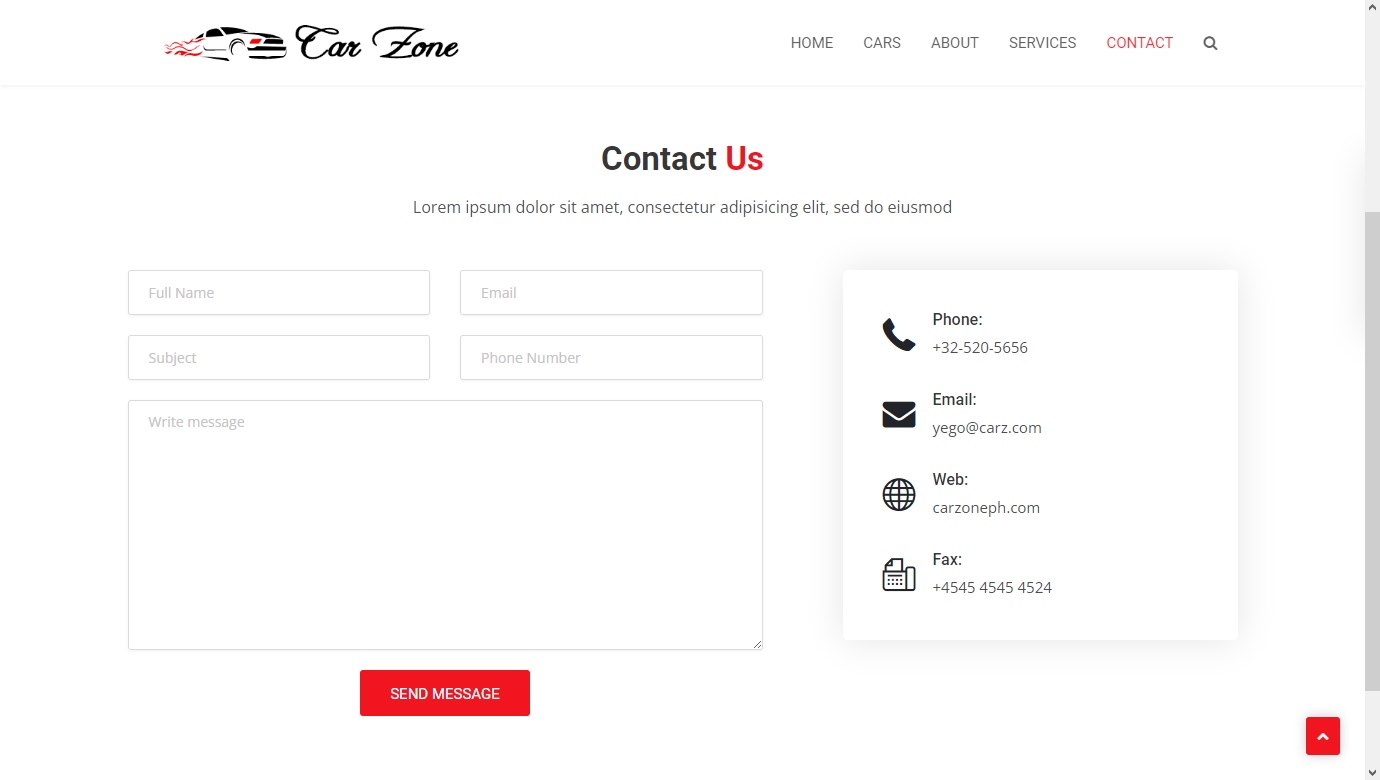 Car Zone
HOME CARS ABOUT SERVICES CONTACT
Contact Us
Lorem ipsum dolor sit amet, consectetur adipisicing elit, sed do eiusmod
Full Name
Email
Subject
Phone Number
Write message
SEND MESSAGE
Phone:
+32-520-5656
Email:
yego@carz.com
Web:
carzoneph.com
Fax:
+4545 4545 4524